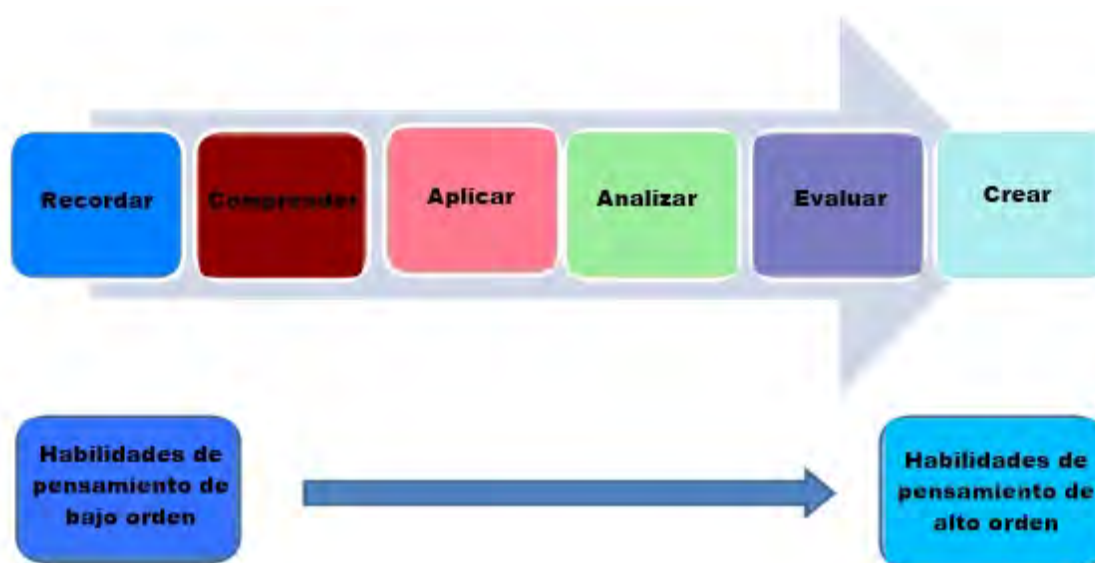 Recordar
Comprender
Aplicar
Analizar
Evaluar
Crear
Habilidades de
pensamiento de
bajo orden
Habilidades de
pensamiento de
alto orden